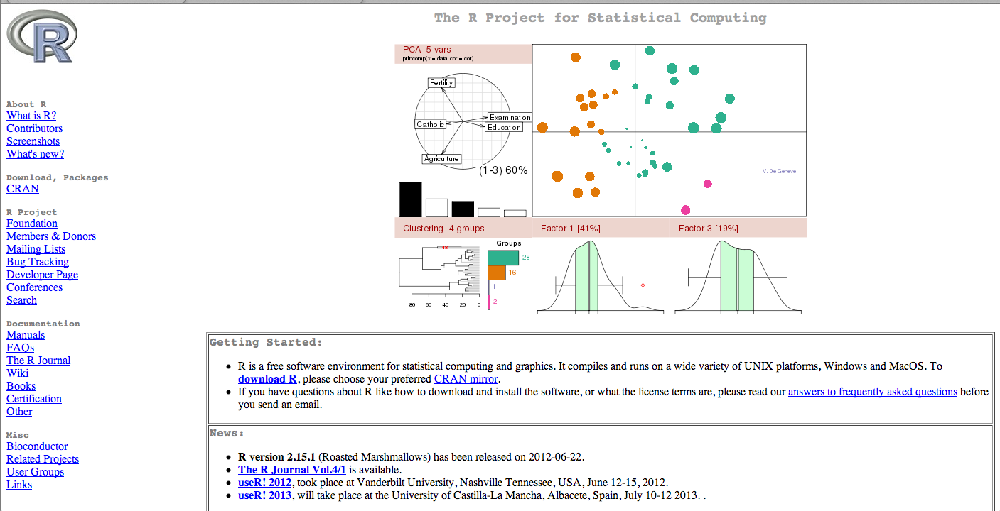 R
The R Project for Statistical Computing
About R
What is R?
Contributors
Screenshots
What's new?
Download, Packages
CRAN
R Project
Foundation
Members & Donors
Mailing Lists
Bug Tracking
Developer Page
Conferences
Search
Documentation
Manuals
FAQs
The R Journal
Wiki
Books
Certification
Other
Misc
Bioconductor
Related Projects
User Groups
Links
PCA 5 vars
princomp(x = data, cor = cor)
Fertility
Examination
Catholic
Education
Agriculture
(1-3) 60%
V. De Geneve
Clustering 4 groups
Factor 1 [41%]
Factor 3 [19%]
Groups
48
28
16
1
2
80 60 40 20 0
Getting Started:
R is a free software environment for statistical computing and graphics. It compiles and runs on a wide variety of UNIX platforms, Windows and MacOS. To
download R, please choose your preferred CRAN mirror.
If you have questions about R like how to download and install the software, or what the license terms are, please read our answers to frequently asked questions before
you send an email.
News:
R version 2.15.1 (Roasted Marshmallows) has been released on 2012-06-22.
The R Journal Vol.4/1 is available.
useR! 2012, took place at Vanderbilt University, Nashville Tennessee, USA, June 12-15, 2012.
useR! 2013, will take place at the University of Castilla-La Mancha, Albacete, Spain, July 10-12 2013. .